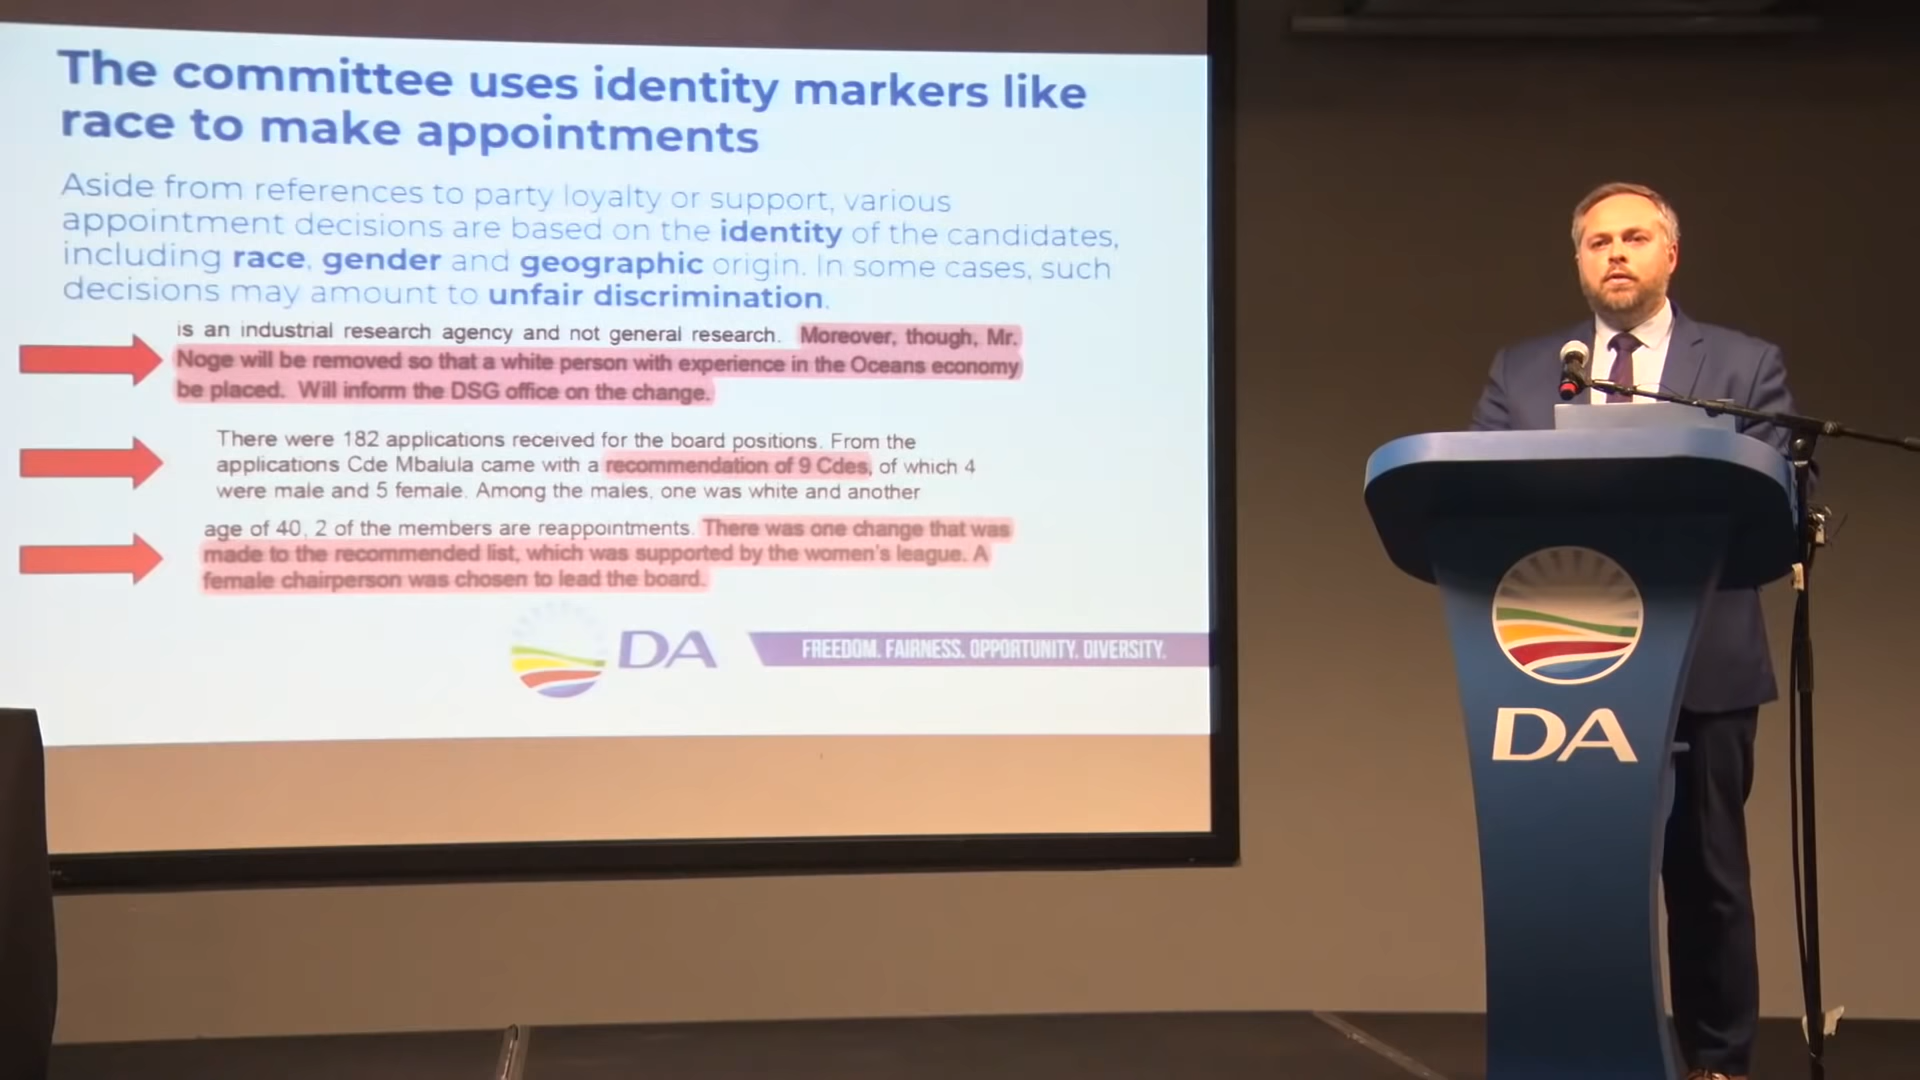 The committee uses identity markers like
race to make appointments
Aside from references to party loyalty or support, various
appointment decisions are based on the identity of the candidates,
including race, gender and geographic origin. In some cases, such
decisions may amount to unfair discrimination.
is an industrial research agency and not general research. Moreover, though, Mr.
Noge will be removed so that a white person with experience in the Oceans economy
be placed. Will inform the DSG office on the change.
There were 182 applications received for the board positions. From the
applications Cde Mbalula came with a recommendation of 9 Cdes, of which 4
were male and 5 female. Among the males, one was white and another
age of 40, 2 of the members are reappointments. There was one change that was
made to the recommended list, which was supported by the women's league. A
female chairperson was chosen to lead the board.
DA
FREEDOM. FAIRNESS. OPPORTUNITY. DIVERSITY.
DA